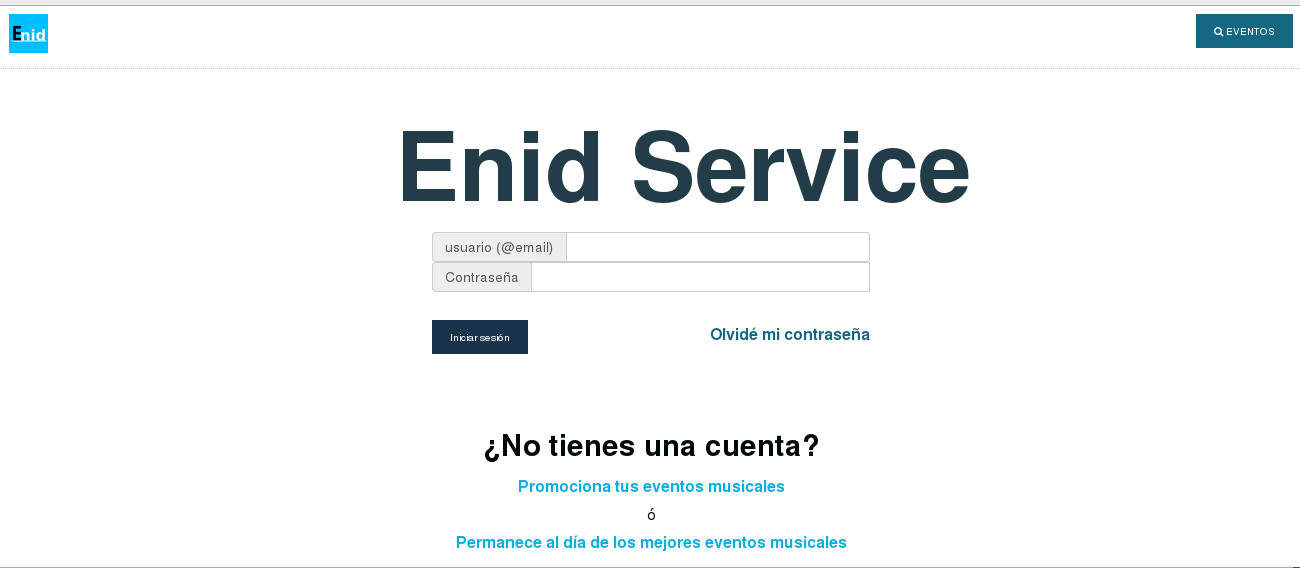 Enid
EVENTOS
Enid Service
usuario (@email)
Contraseña
Iniciar sesión
Olvidé mi contraseña
¿No tienes una cuenta?
Promociona tus eventos musicales
ó
Permanece al día de los mejores eventos musicales